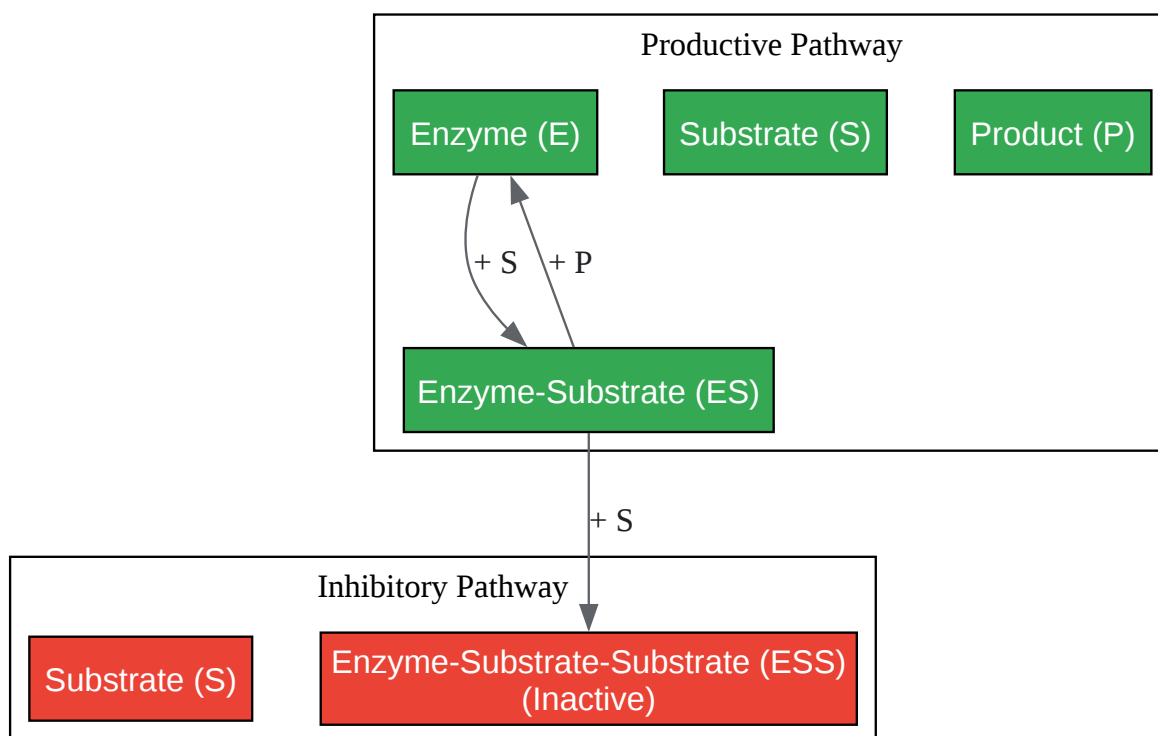 Productive Pathway
Enzyme (E)
Substrate (S)
Product (P)
+ S
+ P
Enzyme-Substrate (ES)
+ S
Inhibitory Pathway
Substrate (S)
Enzyme-Substrate-Substrate (ESS)
(Inactive)